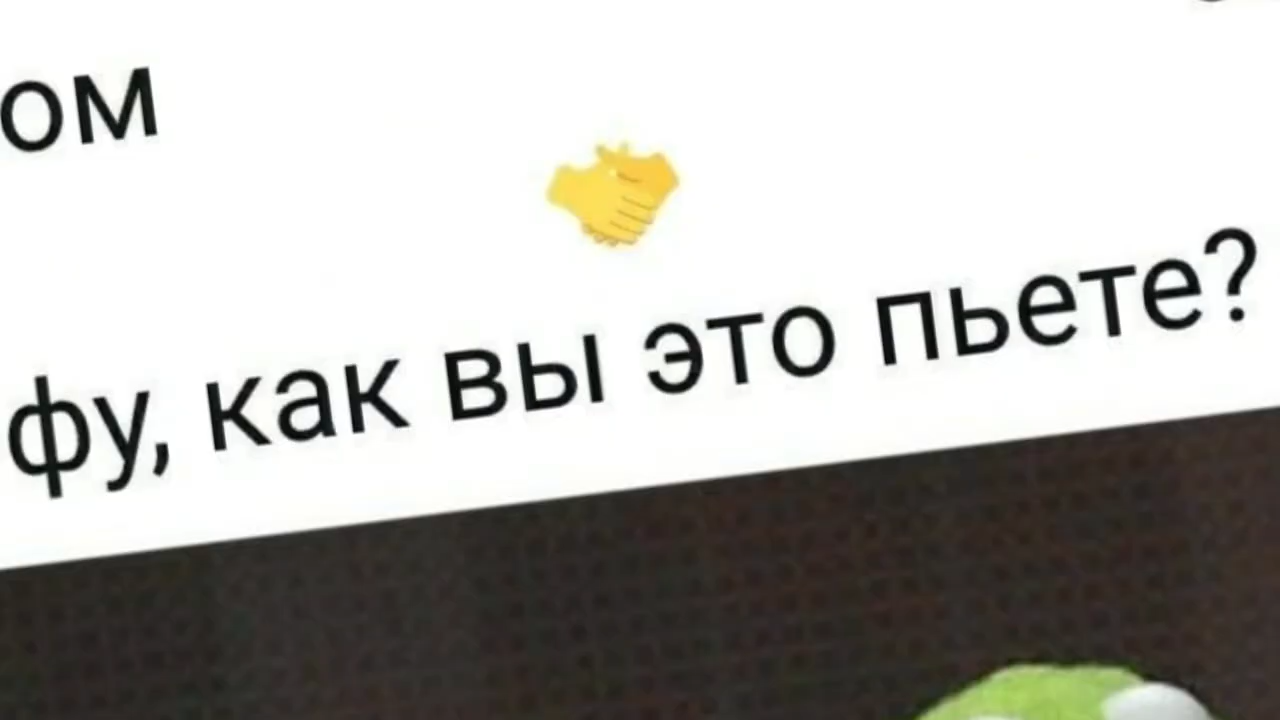 ом
🤝
фу, как вы это пьете?